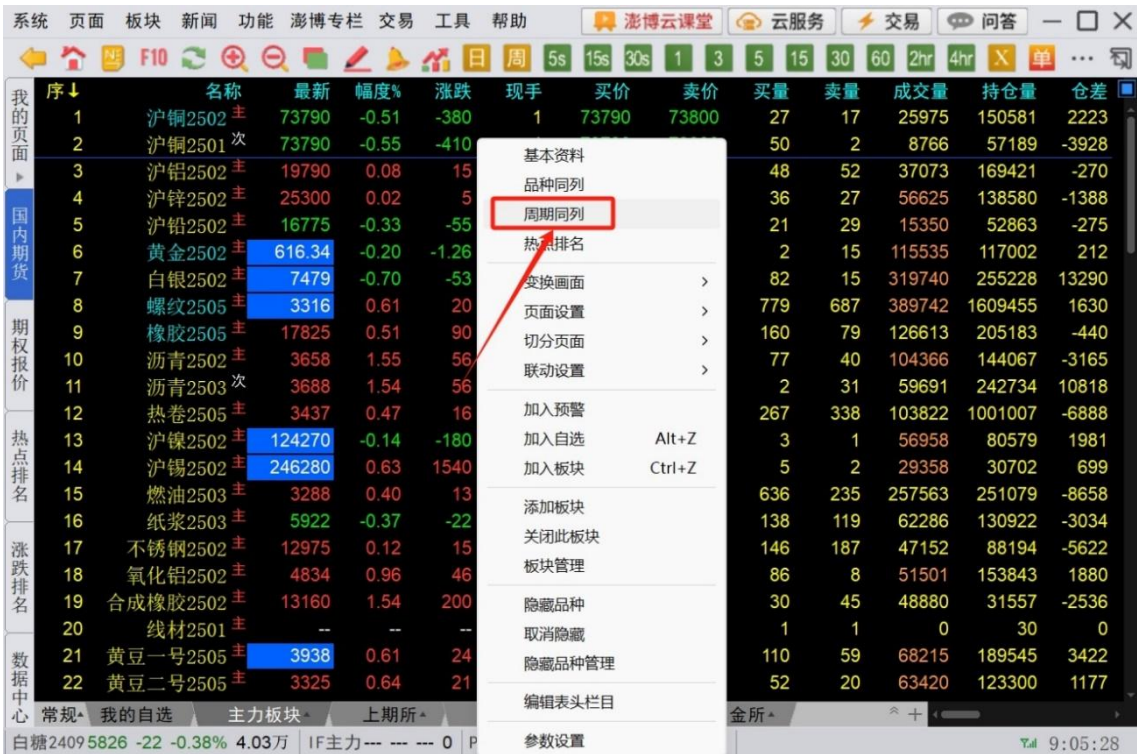 系统 页面 板块 新闻 功能 澎博专栏 交易 工具 帮助 澎博云课堂 云服务 交易 问答
F10 日 周 5s 15s 30s 1 3 5 15 30 60 2hr 4hr X 单 ...
我的页面
国内期货
期权报价
热点排名
涨跌排名
数据中心
序↓ 名称 最新 幅度% 涨跌 现手 买价 卖价 买量 卖量 成交量 持仓量 仓差
1 沪铜2502 主 73790 -0.51 -380 1 73790 73800 27 17 25975 150581 2223
2 沪铜2501 次 73790 -0.55 -410 50 2 8766 57189 -3928
3 沪铝2502 主 19790 0.08 15 48 52 37073 169421 -270
4 沪锌2502 主 25300 0.02 5 36 27 56625 138580 -1388
5 沪铅2502 主 16775 -0.33 -55 21 29 15350 52863 -275
6 黄金2502 主 616.34 -0.20 -1.26 2 15 115535 117002 212
7 白银2502 主 7479 -0.70 -53 82 15 319740 255228 13290
8 螺纹2505 主 3316 0.61 20 779 687 389742 1609455 1630
9 橡胶2505 主 17825 0.51 90 160 79 126613 205183 -440
10 沥青2502 主 3658 1.55 56 77 40 104366 144067 -3165
11 沥青2503 次 3688 1.54 56 2 31 59691 242734 10818
12 热卷2505 主 3437 0.47 16 267 338 103822 1001007 -6888
13 沪镍2502 主 124270 -0.14 -180 3 1 56958 80579 1981
14 沪锡2502 主 246280 0.63 1540 5 2 29358 30702 699
15 燃油2503 主 3288 0.40 13 636 235 257563 251079 -8658
16 纸浆2503 主 5922 -0.37 -22 138 119 62286 130922 -3034
17 不锈钢2502 主 12975 0.12 15 146 187 47152 88194 -5622
18 氧化铝2502 主 4834 0.96 46 86 8 51501 153843 1880
19 合成橡胶2502 主 13160 1.54 200 30 45 48880 31557 -2536
20 线材2501 主 -- -- -- 1 1 0 30 0
21 黄豆一号2505 主 3938 0.61 24 110 59 68215 189545 3422
22 黄豆二号2505 主 3325 0.64 21 52 20 63420 123300 1177
基本资料
品种同列
周期同列
热点排名
变换画面
页面设置
切分页面
联动设置
加入预警
加入自选 Alt+Z
加入板块 Ctrl+Z
添加板块
关闭此板块
板块管理
隐藏品种
取消隐藏
隐藏品种管理
编辑表头栏目
参数设置
常规 我的自选 主力板块 上期所 金所
白糖2409 5826 -22 -0.38% 4.03万 IF主力 --- --- --- 0 P 9:05:28